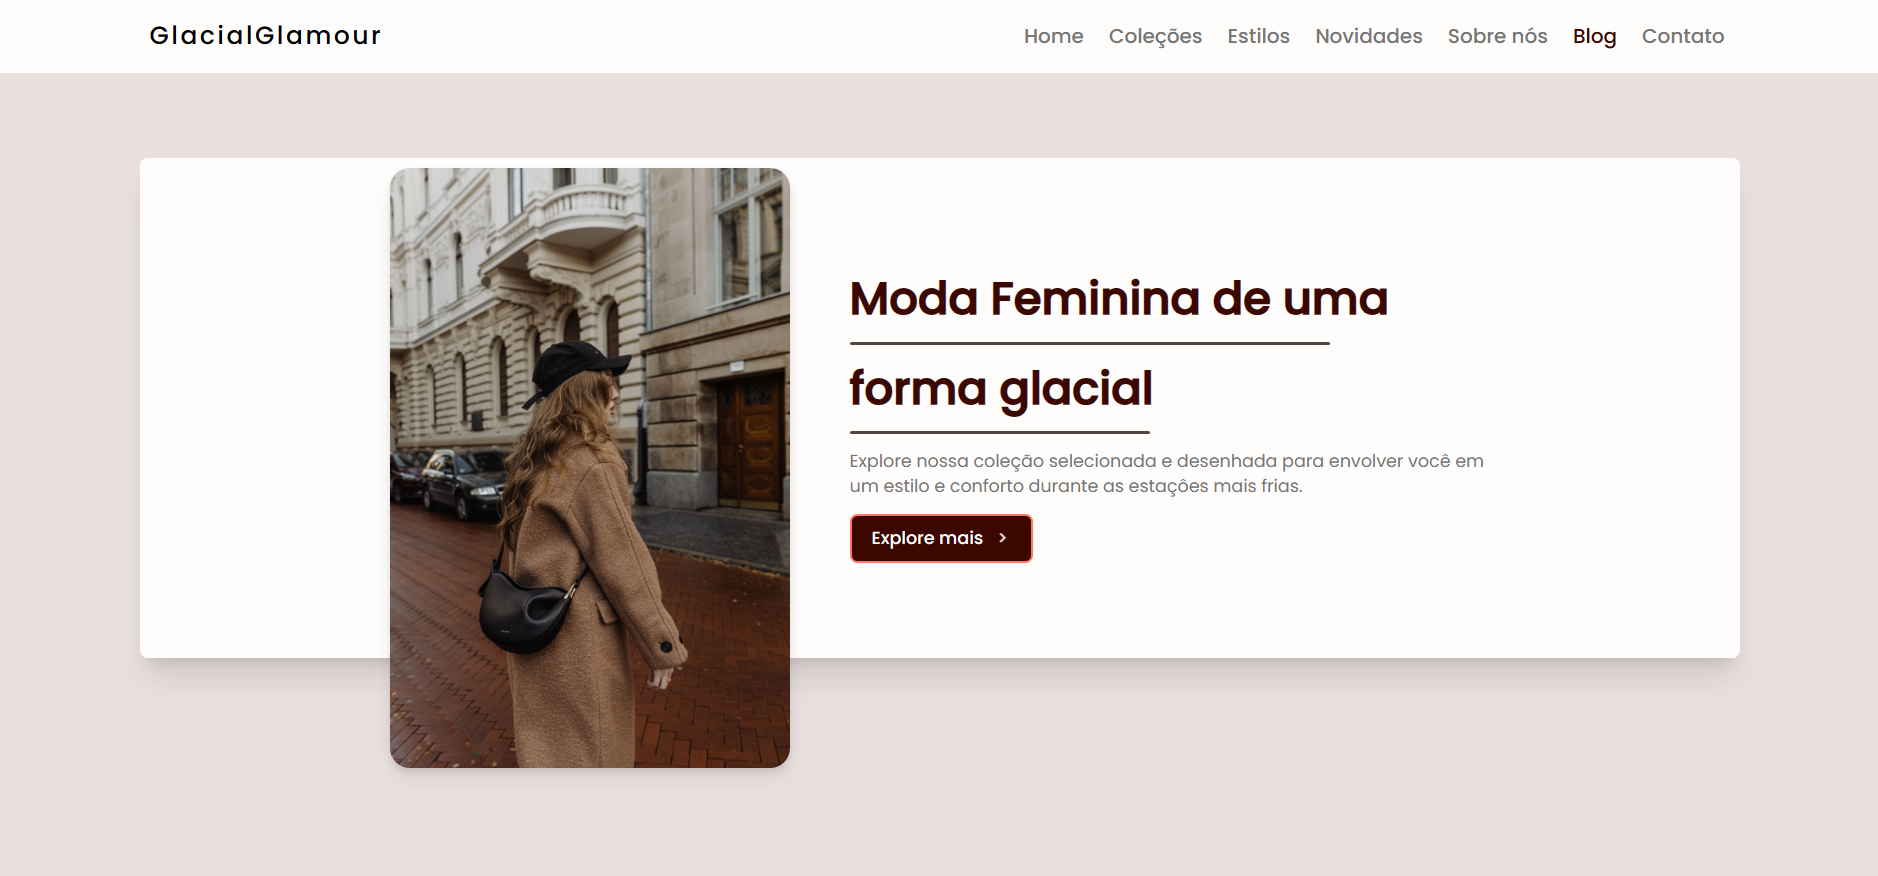 GlacialGlamour
Home Coleções Estilos Novidades Sobre nós Blog Contato
Moda Feminina de uma
forma glacial
Explore nossa coleção selecionada e desenhada para envolver você em
um estilo e conforto durante as estações mais frias.
Explore mais